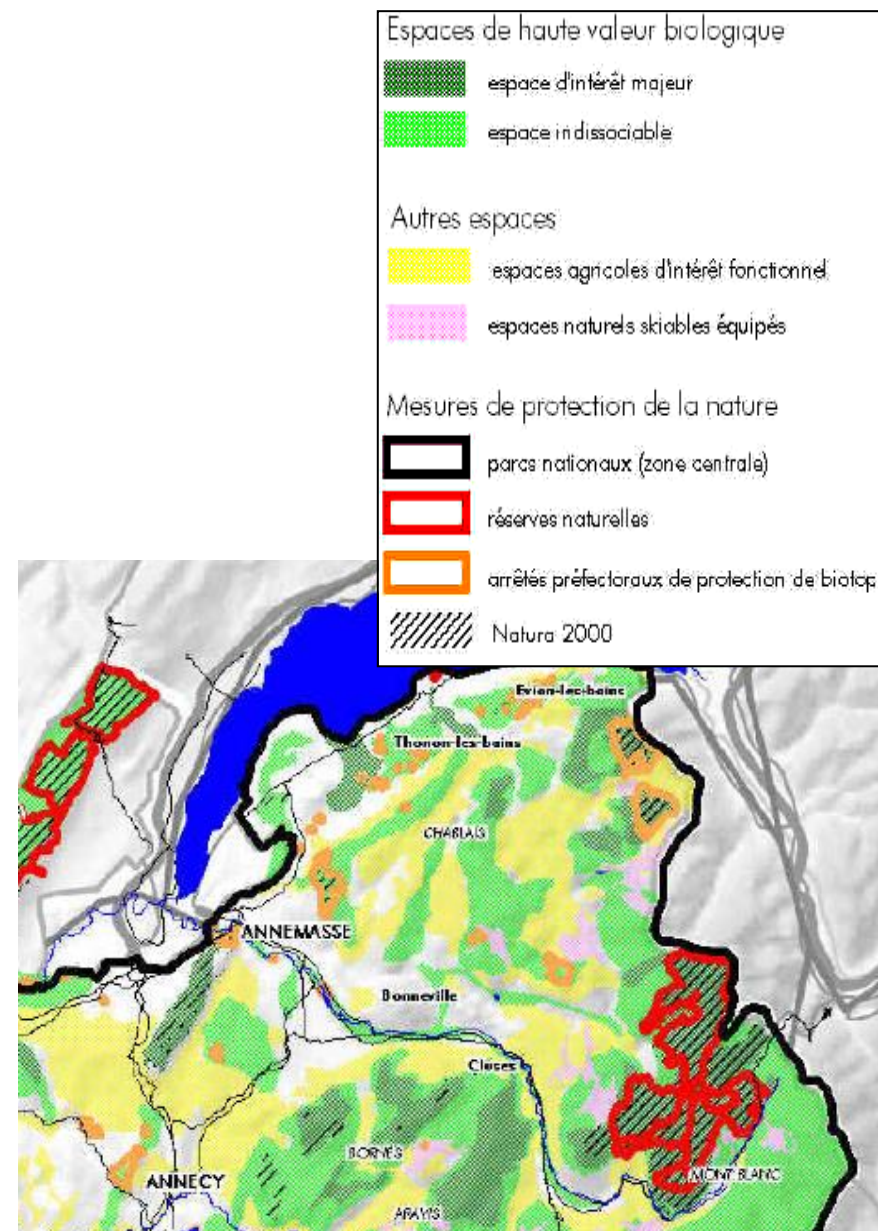 Espaces de haute valeur biologique
espace d'intérêt majeur
espace indissociable
Autres espaces
espaces agricoles d'intérêt fonctionnel
espaces naturels skiables équipés
Mesures de protection de la nature
parcs nationaux (zone centrale)
réserves naturelles
arrêtés préfectoraux de protection de biotop
Natura 2000
Evian-les-bains
Thonon-les-bains
CHABLAIS
ANNEMASSE
Bonneville
Cluses
BORNES
MONT BLANC
ANNECY
ARAVIS